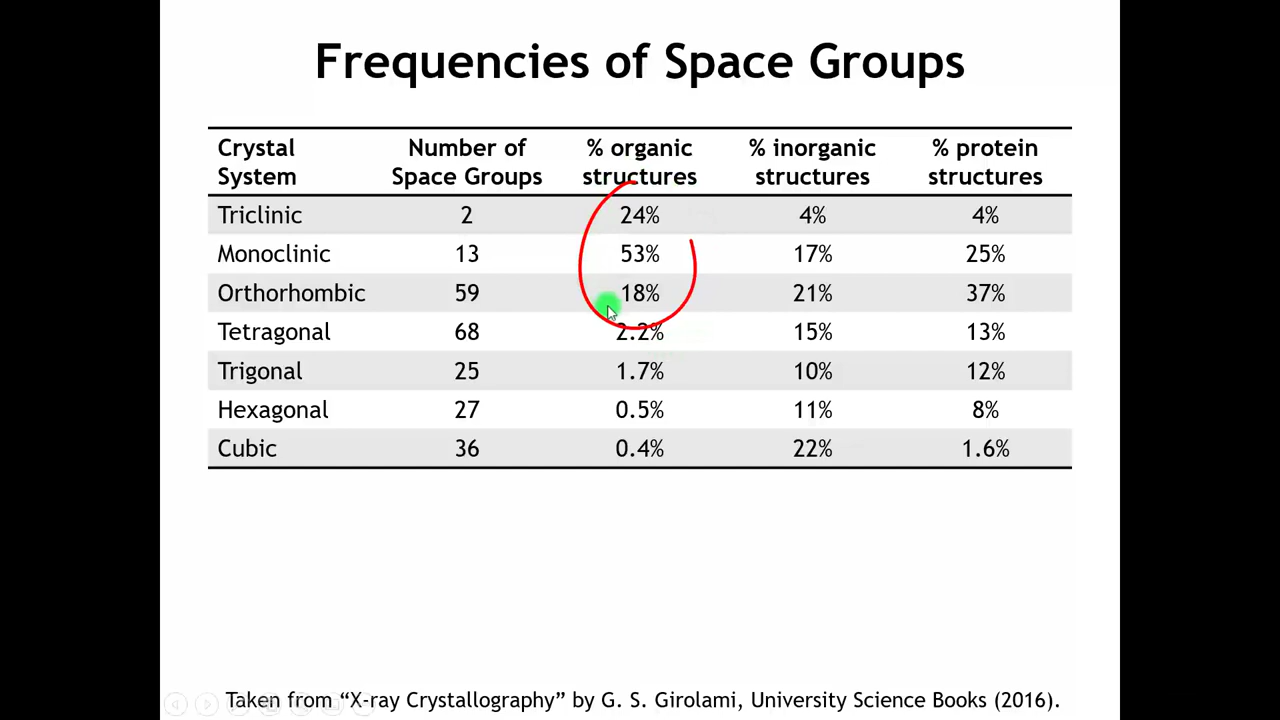 Frequencies of Space Groups
Crystal System Number of Space Groups % organic structures % inorganic structures % protein structures
Triclinic 2 24% 4% 4%
Monoclinic 13 53% 17% 25%
Orthorhombic 59 18% 21% 37%
Tetragonal 68 2.2% 15% 13%
Trigonal 25 1.7% 10% 12%
Hexagonal 27 0.5% 11% 8%
Cubic 36 0.4% 22% 1.6%
Taken from “X-ray Crystallography” by G. S. Girolami, University Science Books (2016).